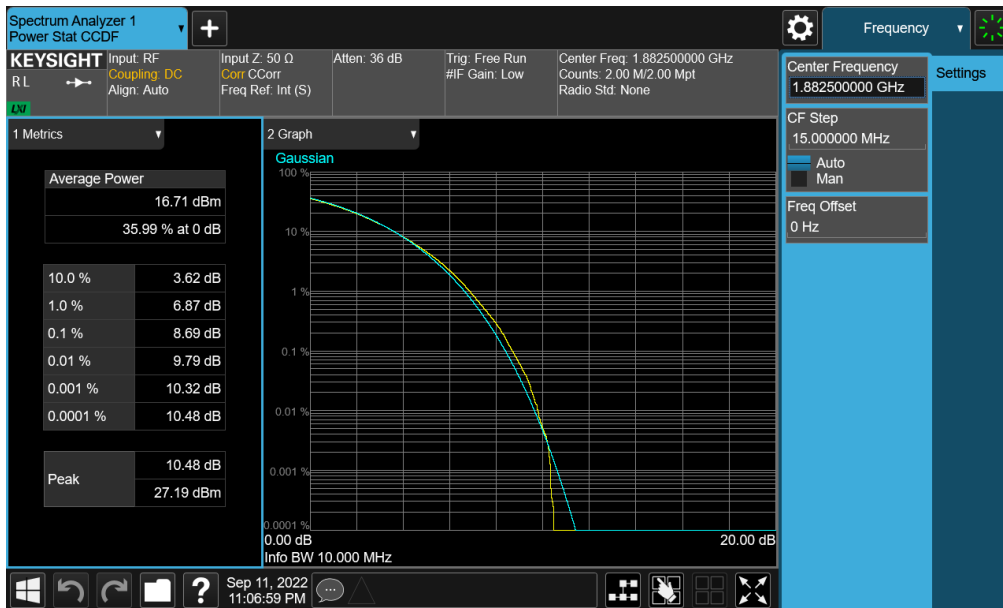 Spectrum Analyzer 1
Power Stat CCDF
+
Frequency
KEYSIGHT
R L
LXI
Input: RF
Coupling: DC
Align: Auto
Input Z: 50 Ω
Corr CCorr
Freq Ref: Int (S)
Atten: 36 dB
Trig: Free Run
#IF Gain: Low
Center Freq: 1.882500000 GHz
Counts: 2.00 M/2.00 Mpt
Radio Std: None
Center Frequency
1.882500000 GHz
Settings
CF Step
15.000000 MHz
Auto
Man
Freq Offset
0 Hz
1 Metrics
Average Power
16.71 dBm
35.99 % at 0 dB
10.0 % 3.62 dB
1.0 % 6.87 dB
0.1 % 8.69 dB
0.01 % 9.79 dB
0.001 % 10.32 dB
0.0001 % 10.48 dB
Peak
10.48 dB
27.19 dBm
2 Graph
Gaussian
100 %
10 %
1 %
0.1 %
0.01 %
0.001 %
0.0001 %
0.00 dB 20.00 dB
Info BW 10.000 MHz
?
Sep 11, 2022
11:06:59 PM